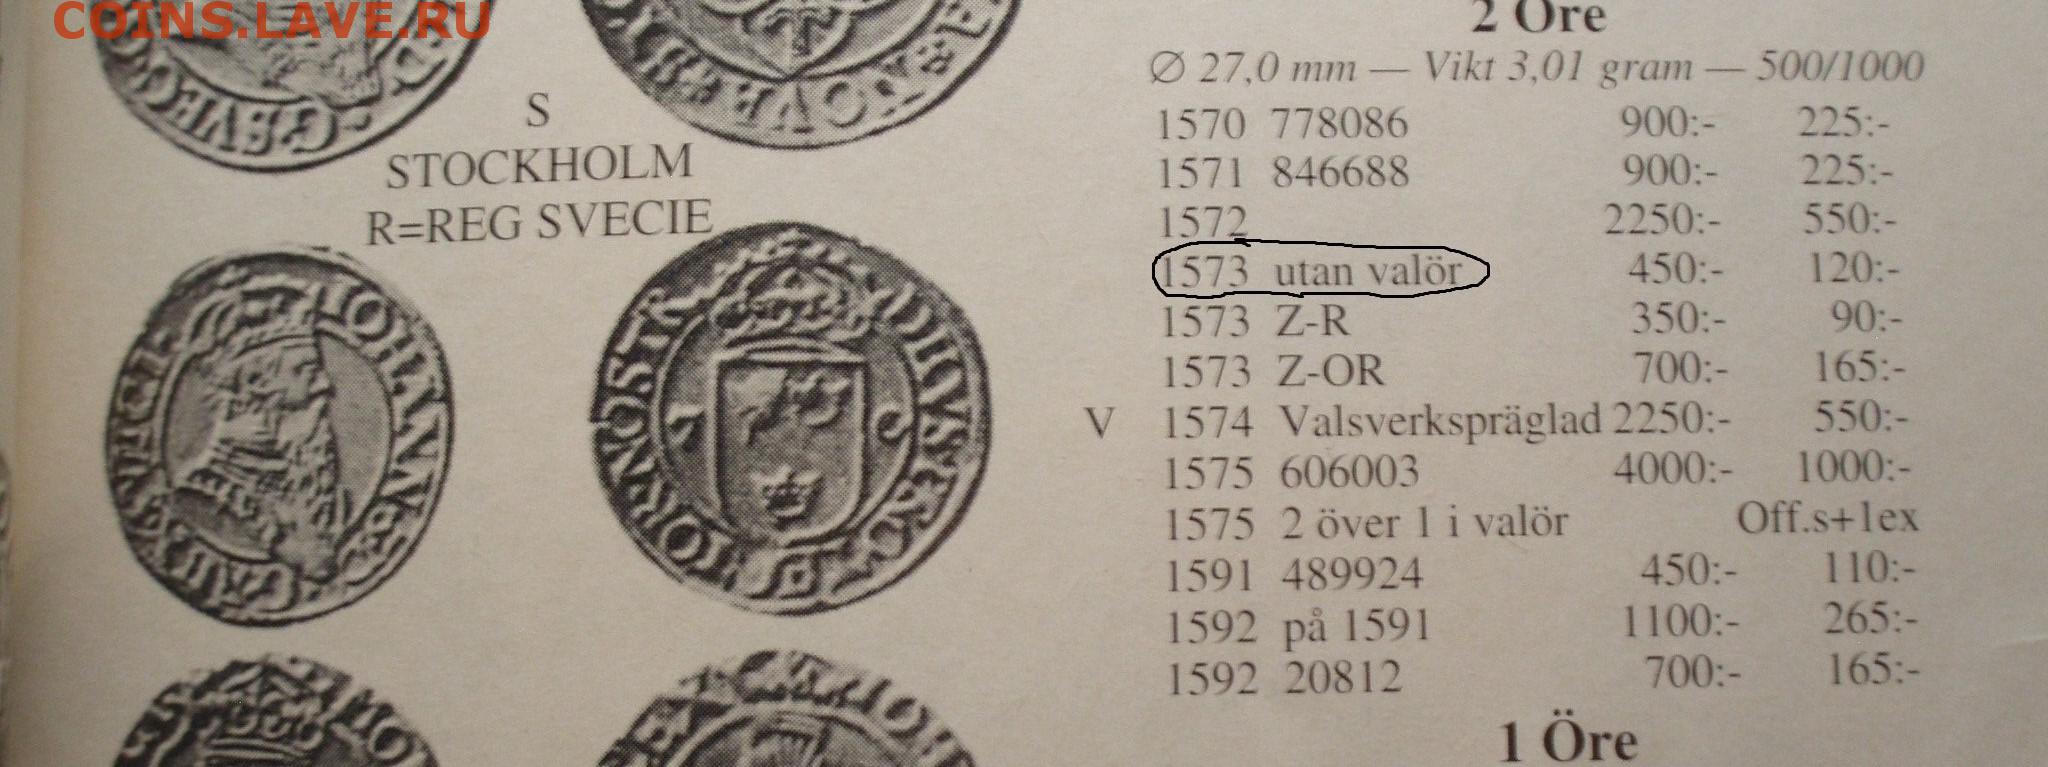 COINS.LAVE.RU
S
STOCKHOLM
R=REG SVECIE
2 Öre
Ø 27,0 mm — Vikt 3,01 gram — 500/1000
1570 778086 900:- 225:-
1571 846688 900:- 225:-
1572 2250:- 550:-
1573 utan valör 450:- 120:-
1573 Z-R 350:- 90:-
1573 Z-OR 700:- 165:-
V 1574 Valsverkspräglad 2250:- 550:-
1575 606003 4000:- 1000:-
1575 2 över 1 i valör Off.s+1ex
1591 489924 450:- 110:-
1592 på 1591 1100:- 265:-
1592 20812 700:- 165:-
1 Öre